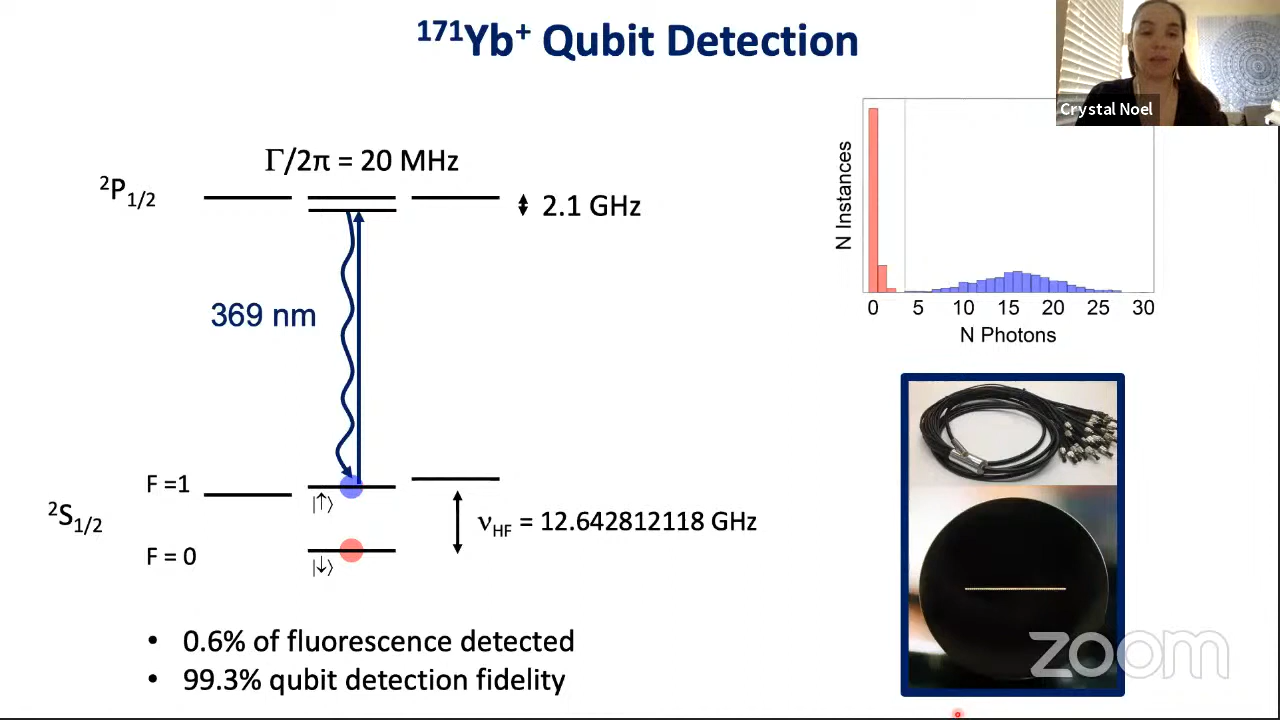 ¹⁷¹Yb⁺ Qubit Detection
Crystal Noel
Γ/2π = 20 MHz
²P₁/₂
2.1 GHz
369 nm
F =1
|↑⟩
²S₁/₂
νHF = 12.642812118 GHz
F = 0
|↓⟩
• 0.6% of fluorescence detected
• 99.3% qubit detection fidelity
N Instances
0 5 10 15 20 25 30
N Photons
zoom